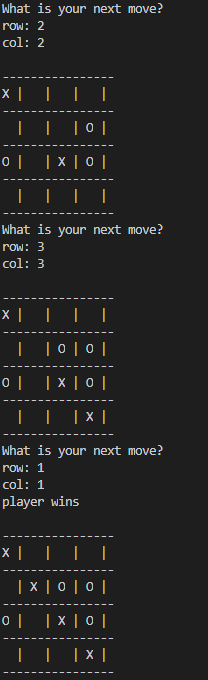 What is your next move?
row: 2
col: 2
----------------
X |   |   |   |
----------------
  |   |   | O |
----------------
O |   | X | O |
----------------
  |   |   |   |
----------------
What is your next move?
row: 3
col: 3
----------------
X |   |   |   |
----------------
  |   | O | O |
----------------
O |   | X | O |
----------------
  |   |   | X |
----------------
What is your next move?
row: 1
col: 1
player wins
----------------
X |   |   |   |
----------------
  | X | O | O |
----------------
O |   | X | O |
----------------
  |   |   | X |
----------------